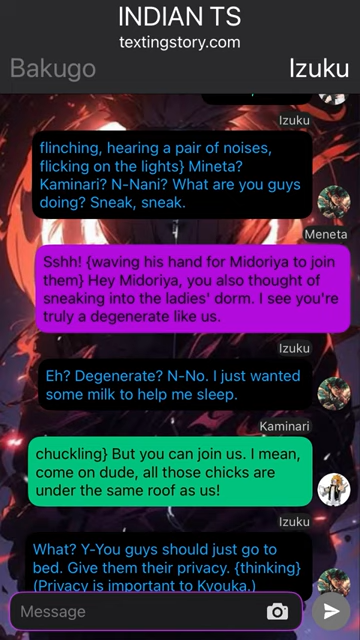 INDIAN TS
textingstory.com
Bakugo
Izuku
Izuku
flinching, hearing a pair of noises,
flicking on the lights} Mineta?
Kaminari? N-Nani? What are you guys
doing? Sneak, sneak.
Meneta
Sshh! {waving his hand for Midoriya to join
them} Hey Midoriya, you also thought of
sneaking into the ladies' dorm. I see you're
truly a degenerate like us.
Izuku
Eh? Degenerate? N-No. I just wanted
some milk to help me sleep.
Kaminari
chuckling} But you can join us. I mean,
come on dude, all those chicks are
under the same roof as us!
Izuku
What? Y-You guys should just go to
bed. Give them their privacy. {thinking}
(Privacy is important to Kyouka.)
Message